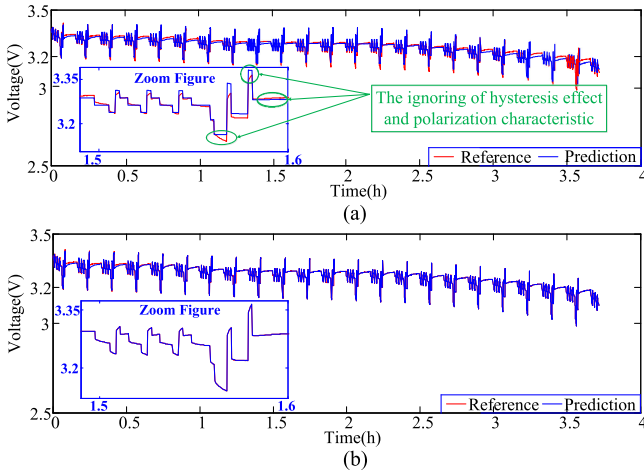 Voltage(V)
3.5
3.2
3
2.5
Zoom Figure
3.35
3.2
1.5
1.6
The ignoring of hysteresis effect
and polarization characteristic
Reference
Prediction
0
0.5
1
1.5
2
2.5
3
3.5
4
Time(h)
(a)
Voltage(V)
3.5
3.2
3
2.5
Zoom Figure
3.35
3.2
1.5
1.6
Reference
Prediction
0
0.5
1
1.5
2
2.5
3
3.5
4
Time(h)
(b)